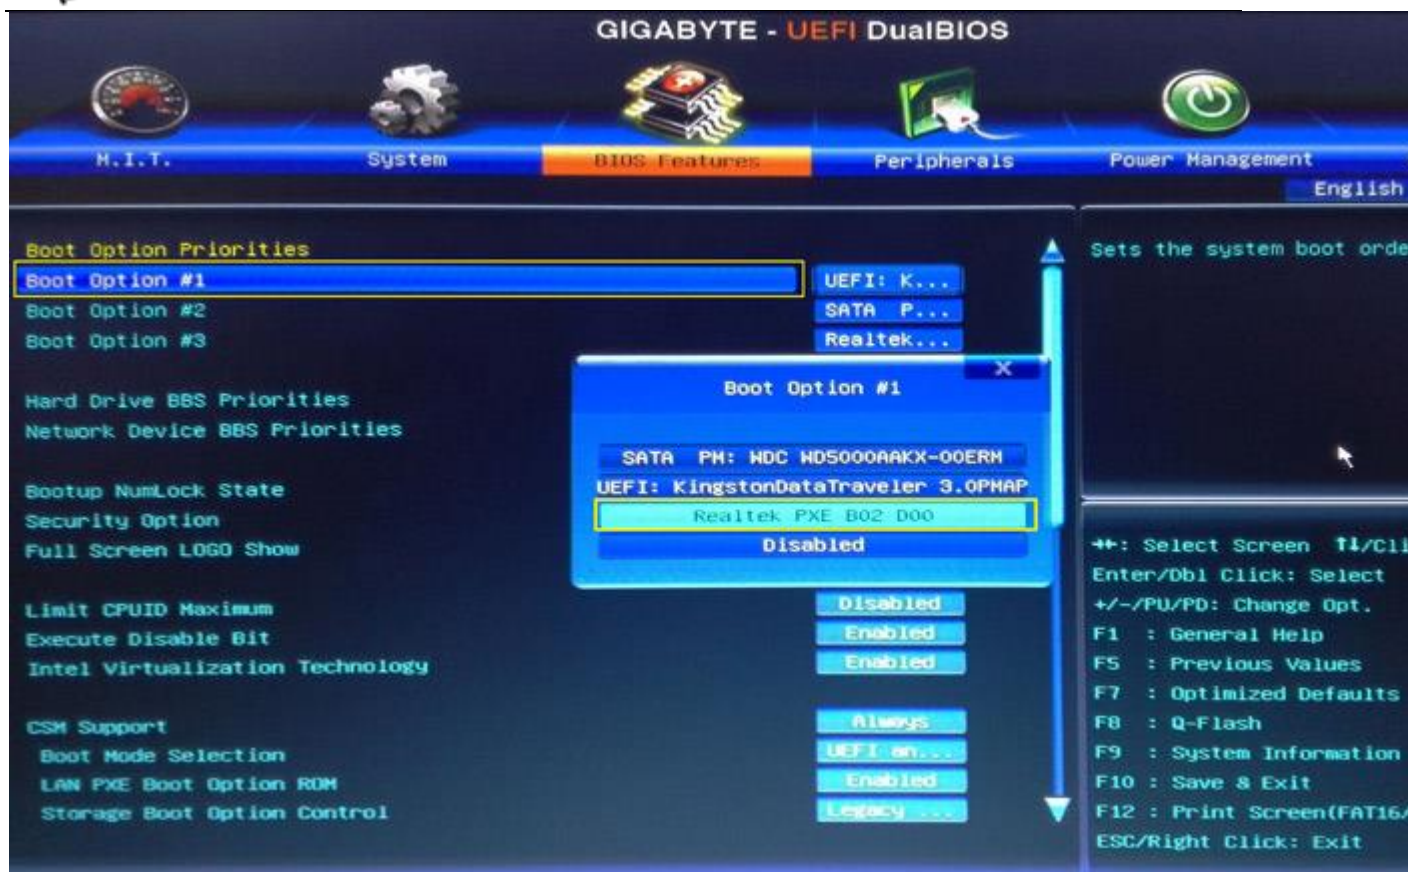 GIGABYTE - UEFI DualBIOS
M.I.T. System BIOS Features Peripherals Power Management
English
Boot Option Priorities
Boot Option #1 UEFI: K...
Boot Option #2 SATA P...
Boot Option #3 Realtek...
Hard Drive BBS Priorities
Network Device BBS Priorities
Bootup NumLock State
Security Option
Full Screen LOGO Show
Limit CPUID Maximum Disabled
Execute Disable Bit Enabled
Intel Virtualization Technology Enabled
CSM Support Always
Boot Mode Selection UEFI an...
LAN PXE Boot Option ROM Enabled
Storage Boot Option Control Legacy ...
X
Boot Option #1
SATA PM: WDC WD5000AAKX-00ERM
UEFI: KingstonDataTraveler 3.0PMAP
Realtek PXE B02 D00
Disabled
Sets the system boot orde
→←: Select Screen ↑↓/Cli
Enter/Dbl Click: Select
+/-/PU/PD: Change Opt.
F1 : General Help
F5 : Previous Values
F7 : Optimized Defaults
F8 : Q-Flash
F9 : System Information
F10 : Save & Exit
F12 : Print Screen(FAT16/
ESC/Right Click: Exit